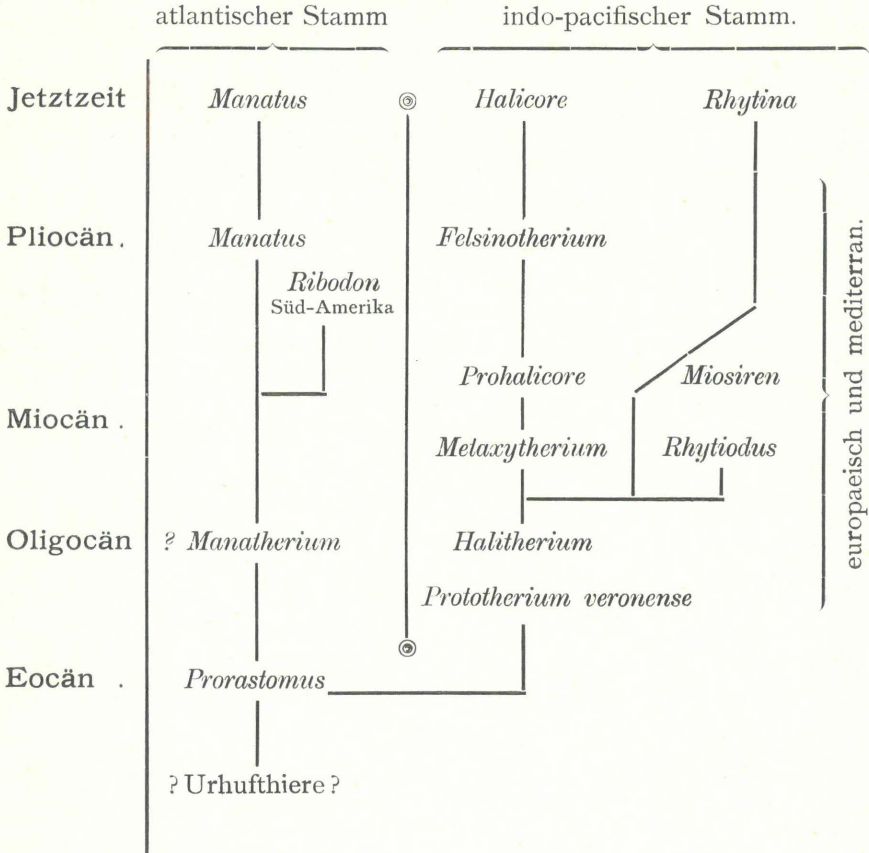 atlantischer Stamm indo-pacifischer Stamm.
Jetztzeit Manatus Halicore Rhytina
Pliocän. Manatus Felsinotherium
Ribodon
Süd-Amerika
Prohalicore Miosiren
Miocän.
Metaxytherium Rhytiodus
Oligocän ? Manatherium Halitherium
Prototherium veronense
Eocän. Prorastomus
? Urhufthiere ?
europaeisch und mediterran.